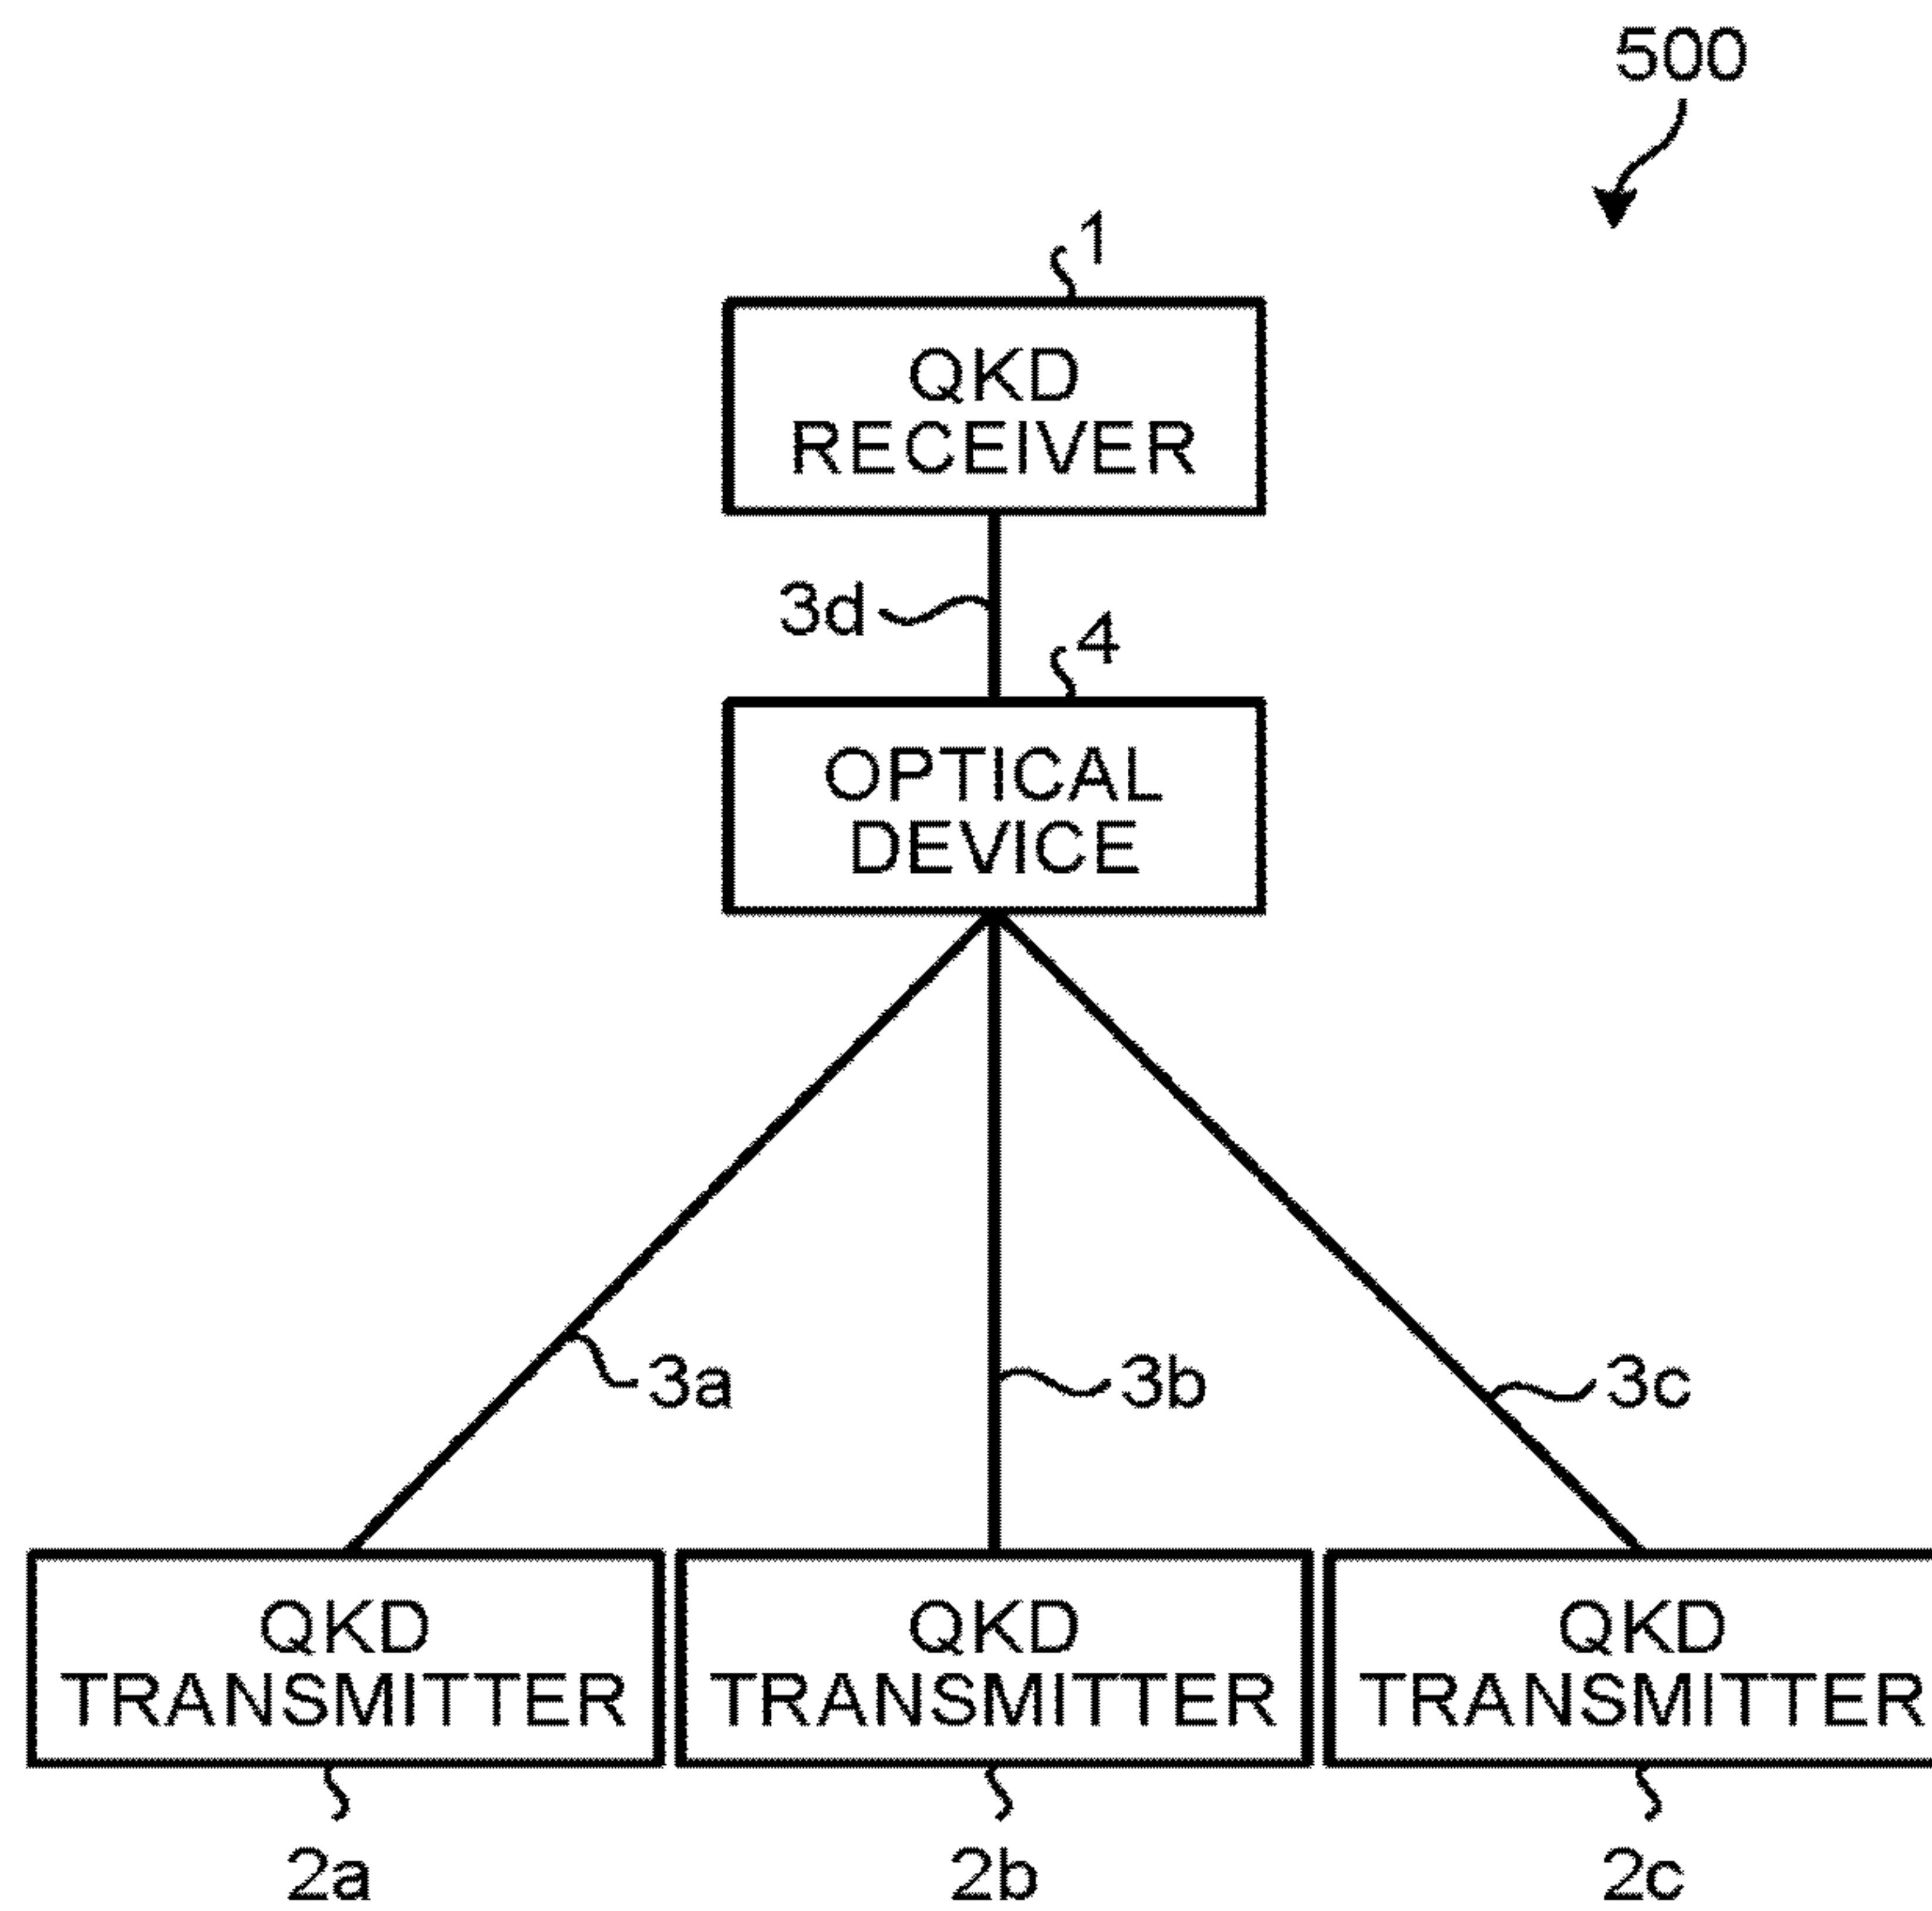 500
1
QKD
RECEIVER
3d
4
OPTICAL
DEVICE
3a
3b
3c
QKD
TRANSMITTER
QKD
TRANSMITTER
QKD
TRANSMITTER
2a
2b
2c